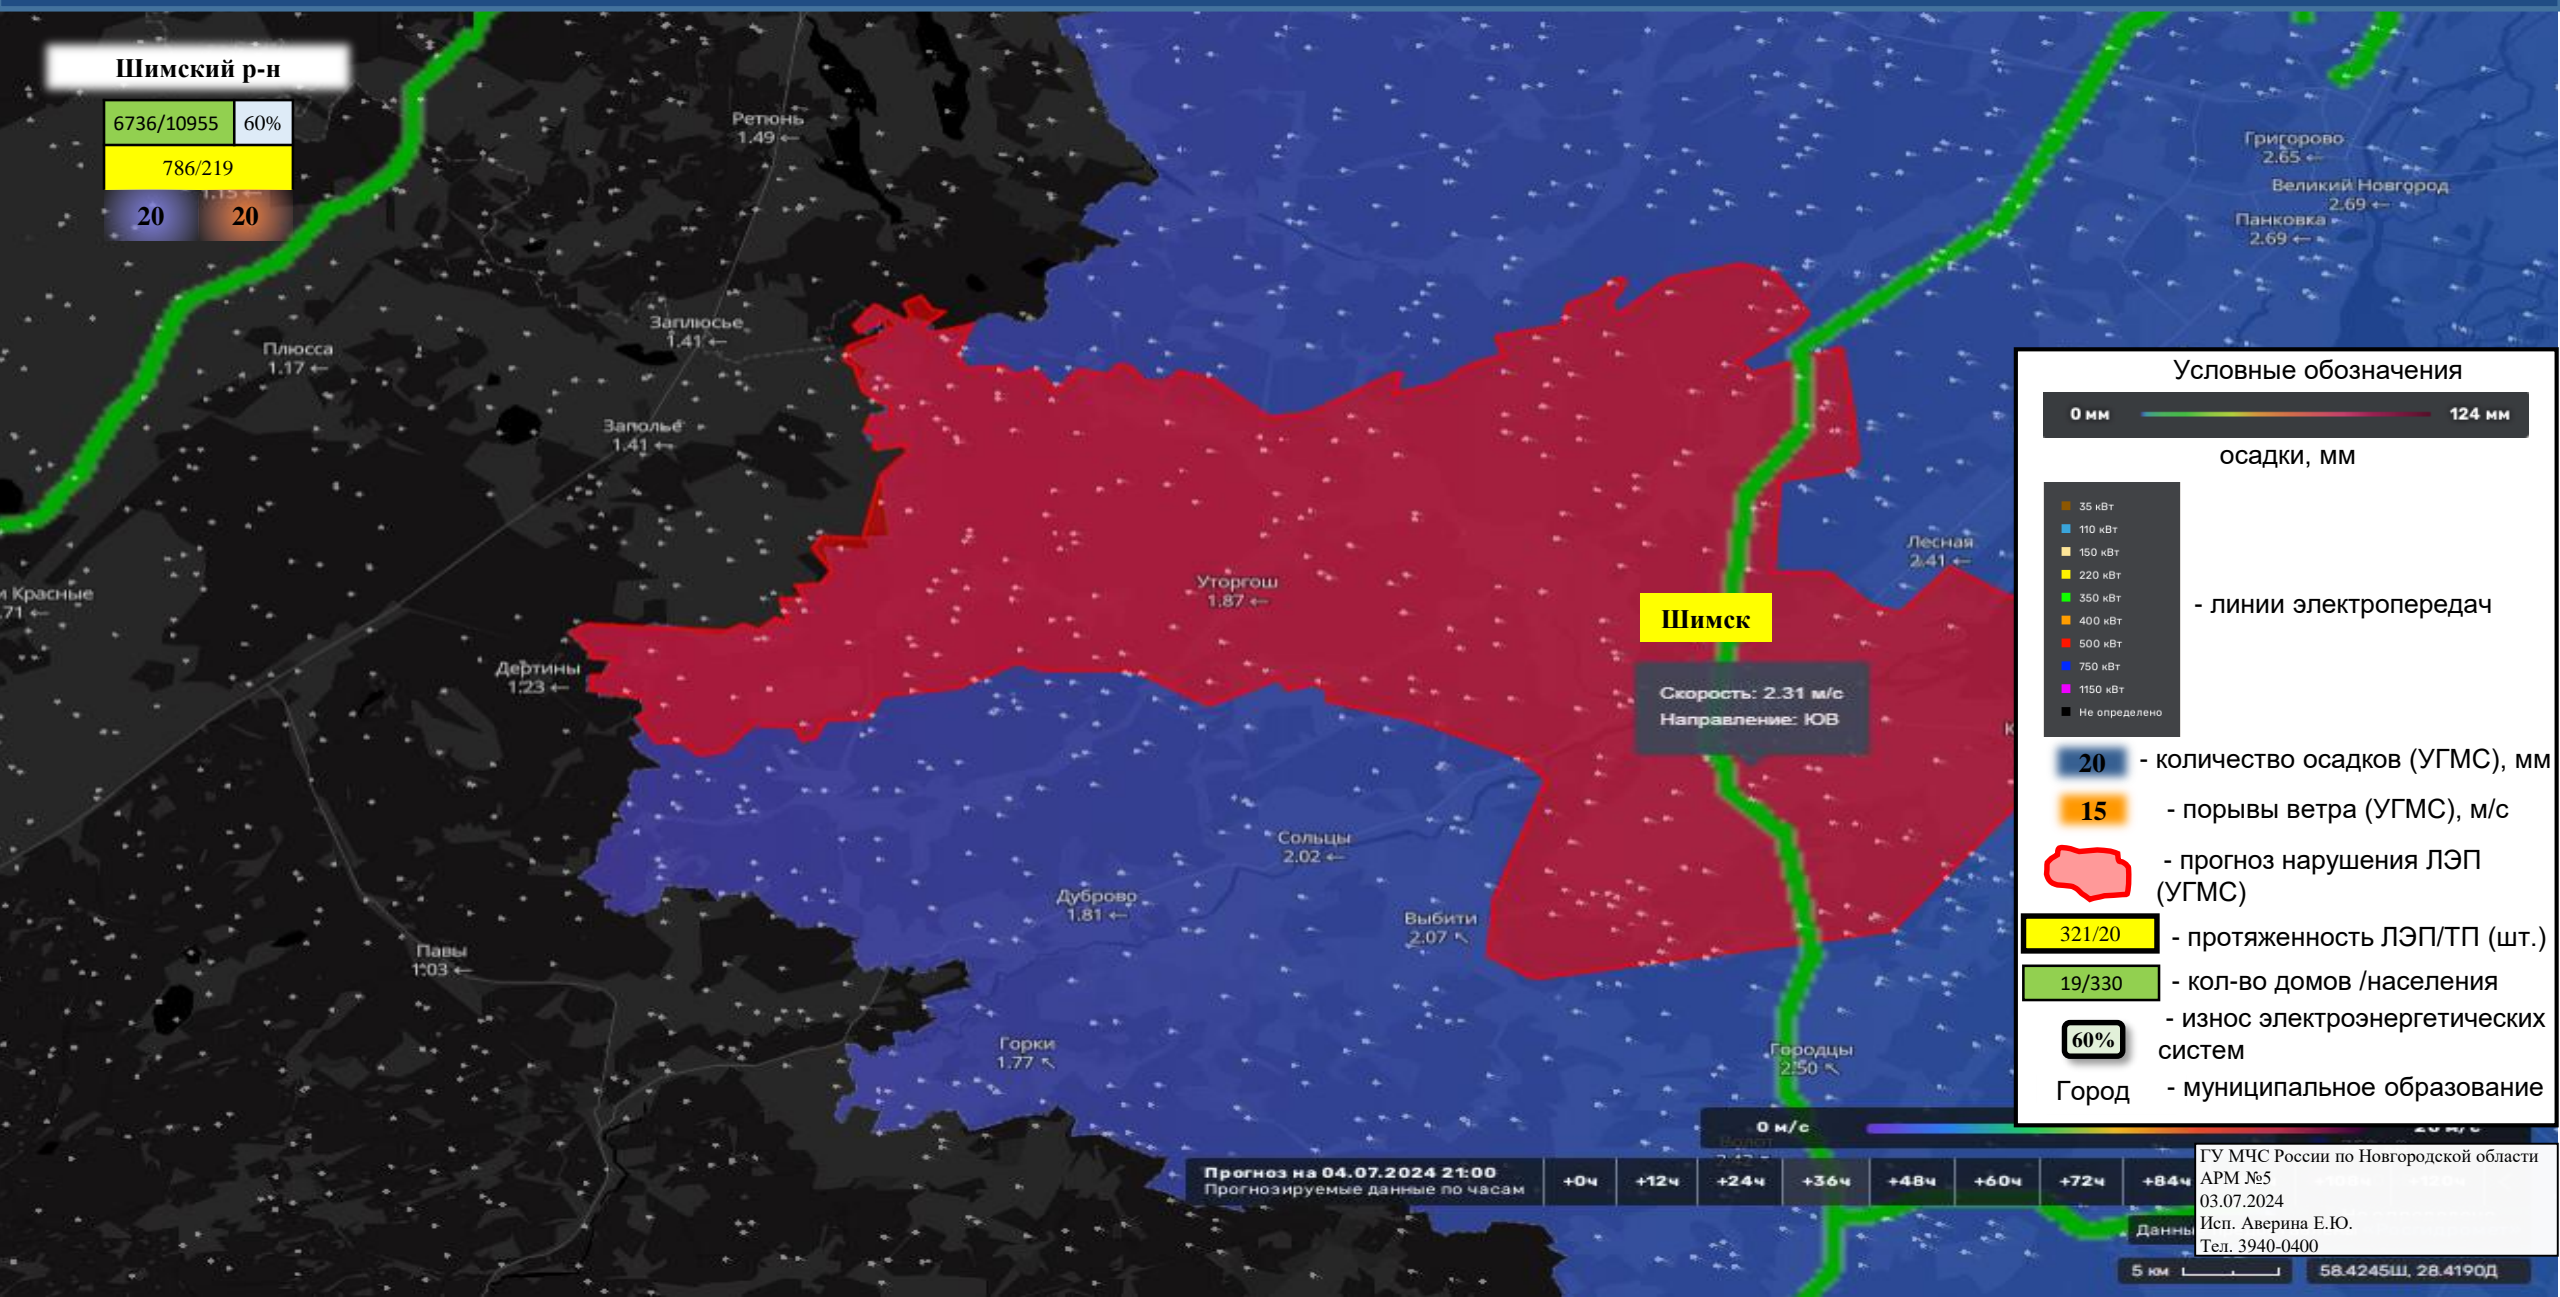 Шимский р-н
6736/10955 60%
786/219
1.15 ←
20 20
Ретюнь
1.49 ←
Григорово
2.65 ←
Великий Новгород
2.69 ←
Панковка
2.69 ←
Заплюсье
1.41 ←
Плюсса
1.17 ←
Заполье
1.41 ←
Красные
71 ←
Дертины
1.23 ←
Уторгош
1.87 ←
Лесная
2.41 ←
Шимск
Скорость: 2.31 м/с
Направление: ЮВ
Сольцы
2.02 ←
Дуброво
1.81 ←
Выбити
2.07 ↖
Павы
1.03 ←
Горки
1.77 ↖
Городцы
2.50 ↖
Условные обозначения
0 мм 124 мм
осадки, мм
35 кВт
110 кВт
150 кВт
220 кВт
350 кВт
400 кВт
500 кВт
750 кВт
1150 кВт
Не определено
- линии электропередач
20 - количество осадков (УГМС), мм
15 - порывы ветра (УГМС), м/с
- прогноз нарушения ЛЭП
(УГМС)
321/20 - протяженность ЛЭП/ТП (шт.)
19/330 - кол-во домов /населения
60% - износ электроэнергетических
систем
Город - муниципальное образование
0 м/с
Прогноз на 04.07.2024 21:00
Прогнозируемые данные по часам
+0ч +12ч +24ч +36ч +48ч +60ч +72ч +84ч
Данны
ГУ МЧС России по Новгородской области
АРМ №5
03.07.2024
Исп. Аверина Е.Ю.
Тел. 3940-0400
5 км
58.4245Ш, 28.4190Д